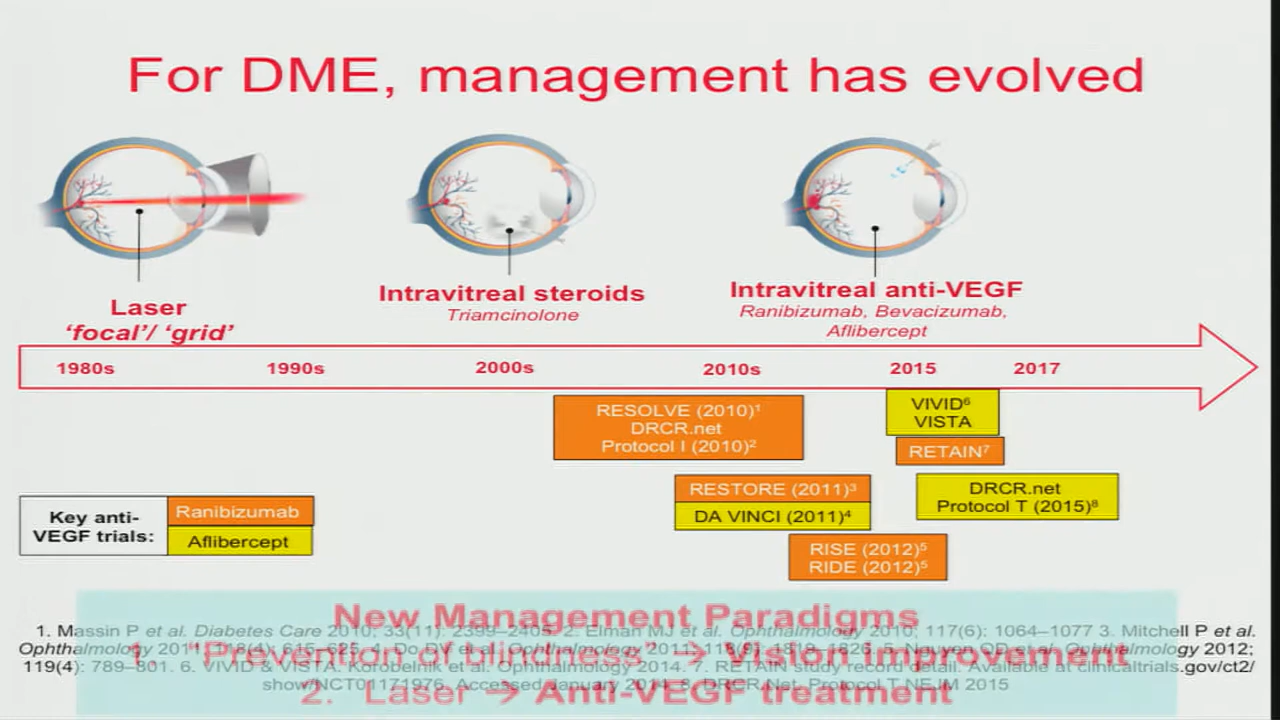 For DME, management has evolved
Laser
‘focal’/ ‘grid’
Intravitreal steroids
Triamcinolone
Intravitreal anti-VEGF
Ranibizumab, Bevacizumab,
Aflibercept
1980s 1990s 2000s 2010s 2015 2017
RESOLVE (2010)¹
DRCR.net
Protocol I (2010)²
VIVID⁶
VISTA
RETAIN⁷
RESTORE (2011)³
DA VINCI (2011)⁴
DRCR.net
Protocol T (2015)⁸
RISE (2012)⁵
RIDE (2012)⁵
Key anti-
VEGF trials:
Ranibizumab
Aflibercept
New Management Paradigms
1. "Prevention of blindness" → Vision improvement
2. Laser → Anti-VEGF treatment
1. Massin P et al. Diabetes Care 2010; 33(11): 2399–2405. 2. Elman MJ et al. Ophthalmology 2010; 117(6): 1064–1077 3. Mitchell P et al.
Ophthalmology 2011; 118(4): 615–625. 4. Do et al. Ophthalmology 2011; 1826. 5. Nguyen QD et al. Ophthalmology 2012;
119(4): 789–801. 6. VIVID & VISTA. Korobelnik et al. Ophthalmology 2014. 7. RETAIN study record detail. Available at clinicaltrials.gov/ct2/
show/NCT01171976. Accessed January 2014. 8. DRCR.Net. Protocol T NEJM 2015